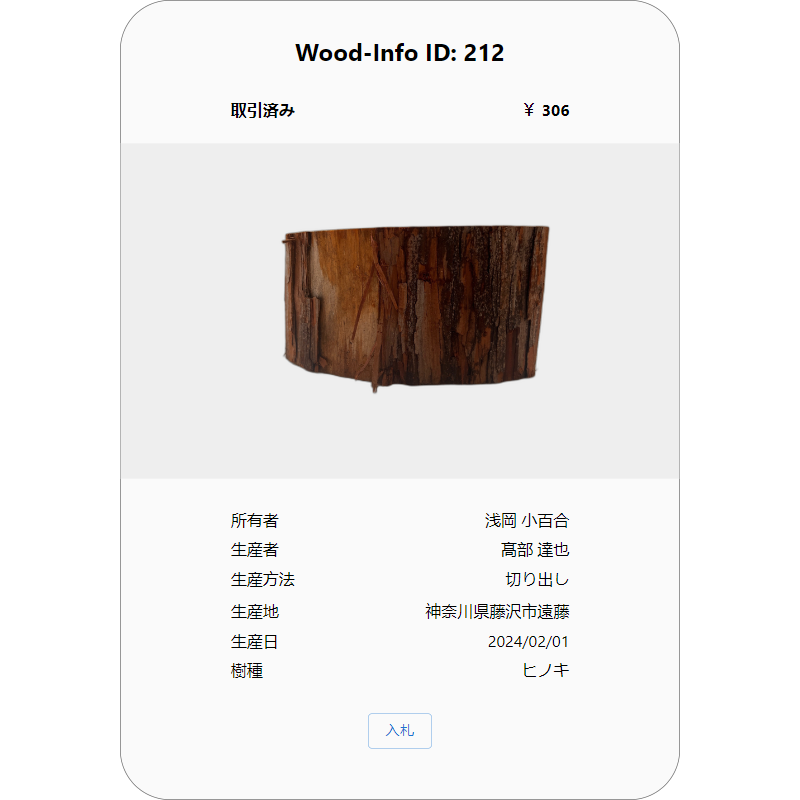 Wood-Info ID: 212
取引済み ￥ 306
所有者 浅岡 小百合
生産者 髙部 達也
生産方法 切り出し
生産地 神奈川県藤沢市遠藤
生産日 2024/02/01
樹種 ヒノキ
入札